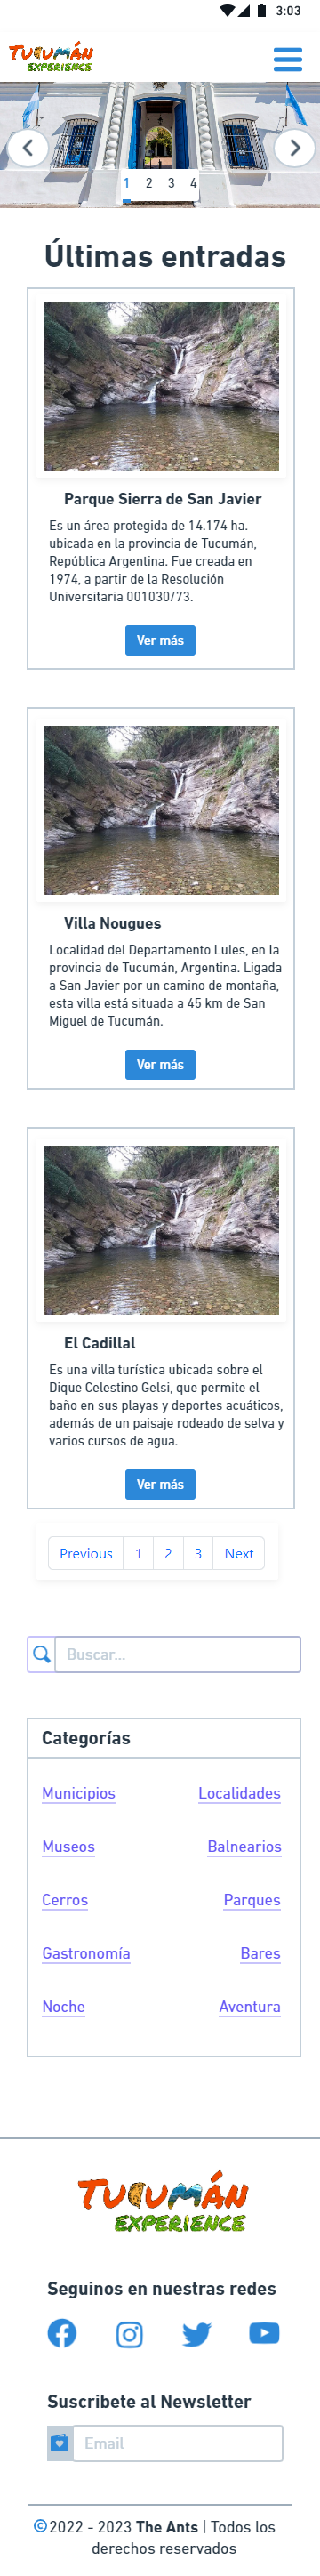 3:03
TUCUMÁN
EXPERIENCE
1 2 3 4
Últimas entradas
Parque Sierra de San Javier
Es un área protegida de 14.174 ha.
ubicada en la provincia de Tucumán,
República Argentina. Fue creada en
1974, a partir de la Resolución
Universitaria 001030/73.
Ver más
Villa Nougues
Localidad del Departamento Lules, en la
provincia de Tucumán, Argentina. Ligada
a San Javier por un camino de montaña,
esta villa está situada a 45 km de San
Miguel de Tucumán.
Ver más
El Cadillal
Es una villa turística ubicada sobre el
Dique Celestino Gelsi, que permite el
baño en sus playas y deportes acuáticos,
además de un paisaje rodeado de selva y
varios cursos de agua.
Ver más
Previous 1 2 3 Next
Buscar...
Categorías
Municipios Localidades
Museos Balnearios
Cerros Parques
Gastronomía Bares
Noche Aventura
TUCUMÁN
EXPERIENCE
Seguinos en nuestras redes
Suscribete al Newsletter
Email
©2022 - 2023 The Ants | Todos los
derechos reservados